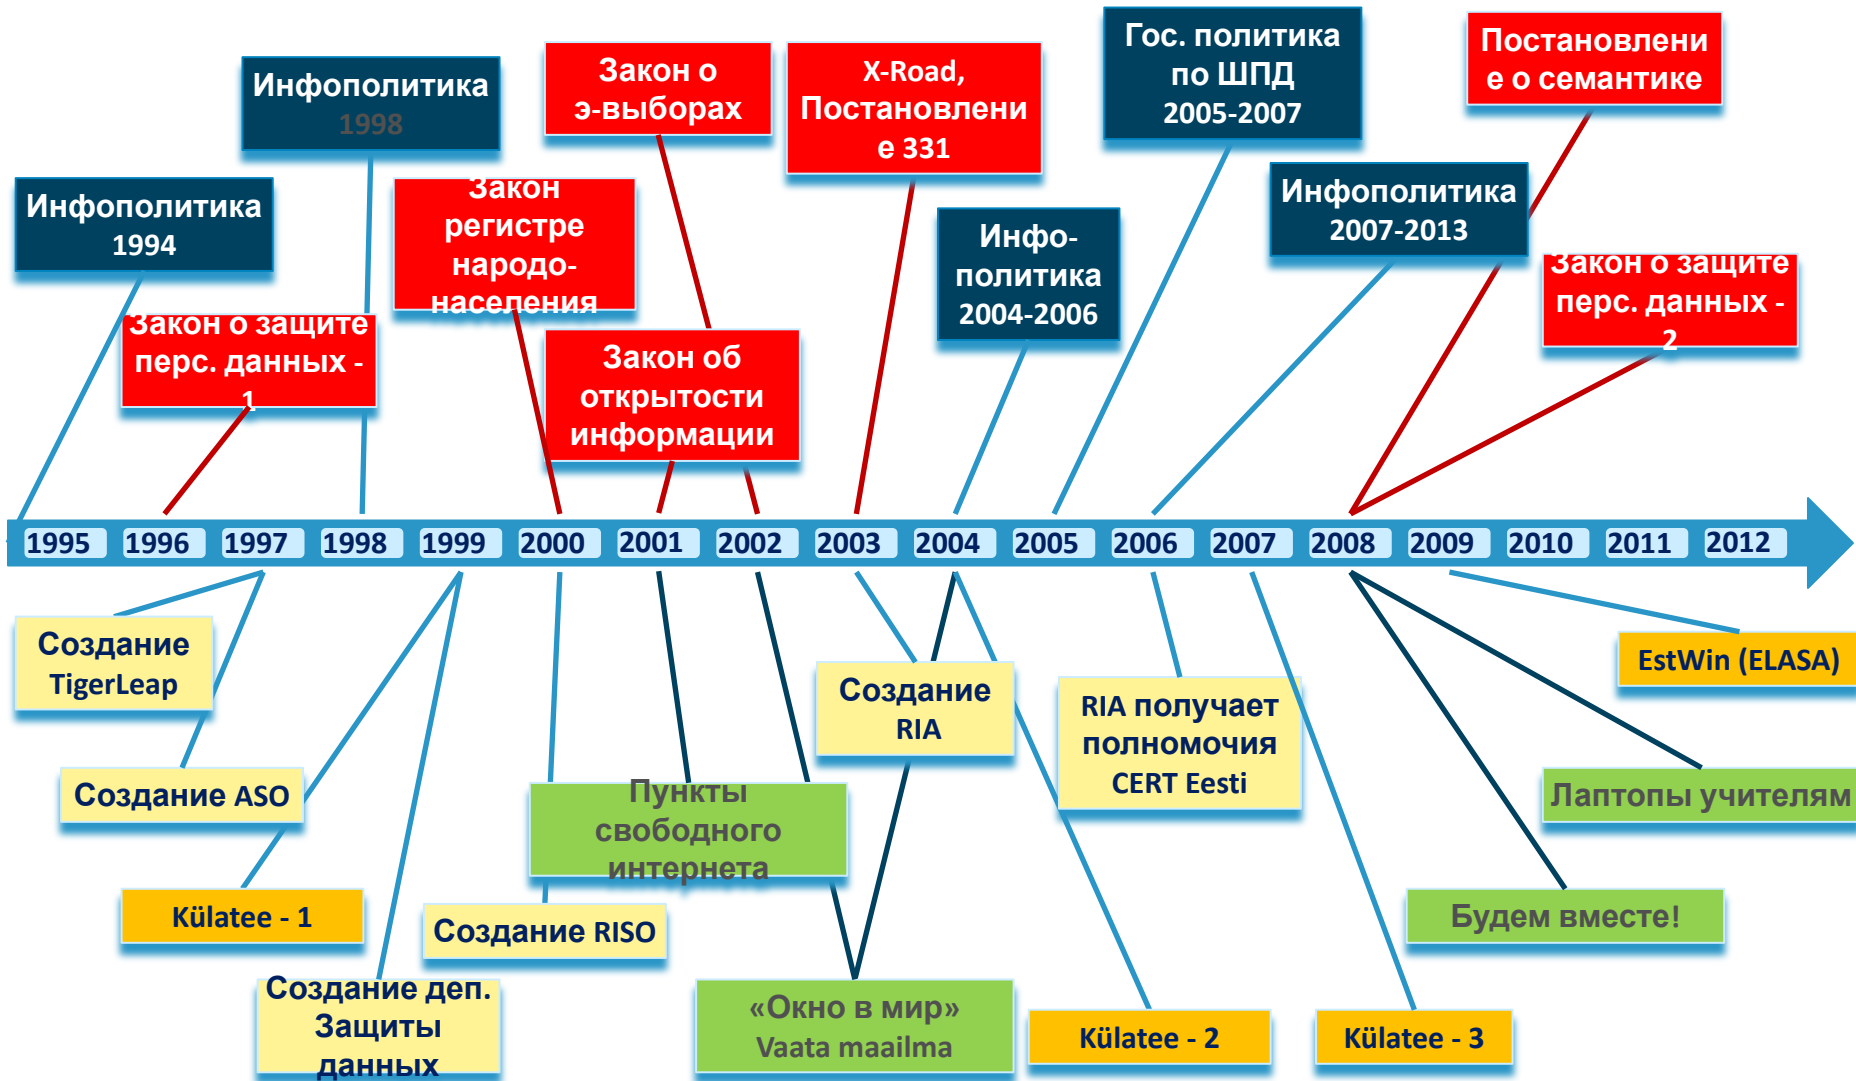 Инфополитика
1994
Инфополитика
1998
Закон о защите
перс. данных -
1
Закон
регистре
народо-
населения
Закон о
э-выборах
Закон об
открытости
информации
X-Road,
Постановлени
е 331
Инфо-
политика
2004-2006
Гос. политика
по ШПД
2005-2007
Инфополитика
2007-2013
Постановлени
е о семантике
Закон о защите
перс. данных -
2
1995 1996 1997 1998 1999 2000 2001 2002 2003 2004 2005 2006 2007 2008 2009 2010 2011 2012
Создание
TigerLeap
Создание ASO
Külatee - 1
Создание деп.
Защиты
данных
Создание RISO
Пункты
свободного
интернета
«Окно в мир»
Vaata maailma
Создание
RIA
RIA получает
полномочия
CERT Eesti
Külatee - 2
Külatee - 3
EstWin (ELASA)
Лаптопы учителям
Будем вместе!